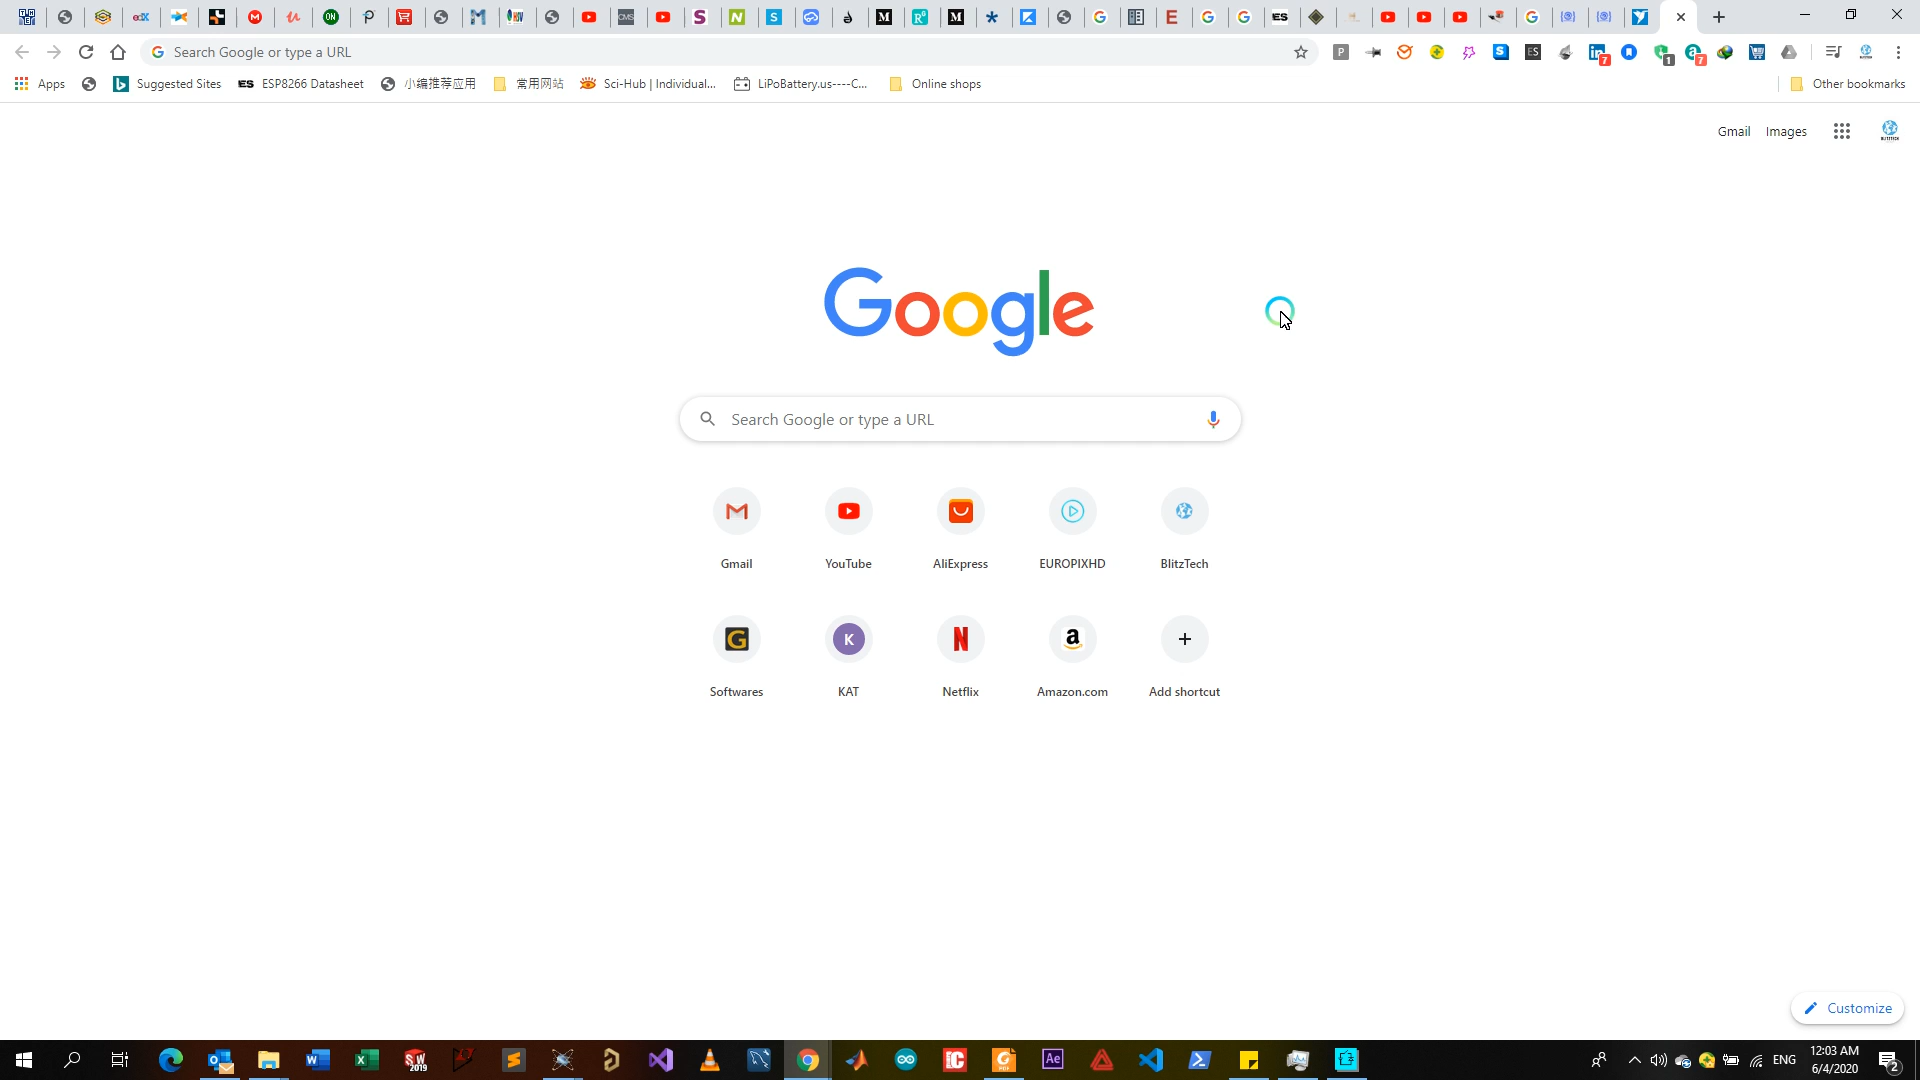 Search Google or type a URL
Apps
Suggested Sites
ES ESP8266 Datasheet
小编推荐应用
常用网站
Sci-Hub | Individual...
LiPoBattery.us----C...
Online shops
Other bookmarks
Gmail Images
Google
Search Google or type a URL
Gmail YouTube AliExpress EUROPIXHD BlitzTech
Softwares KAT Netflix Amazon.com Add shortcut
Customize
ENG
12:03 AM
6/4/2020
2